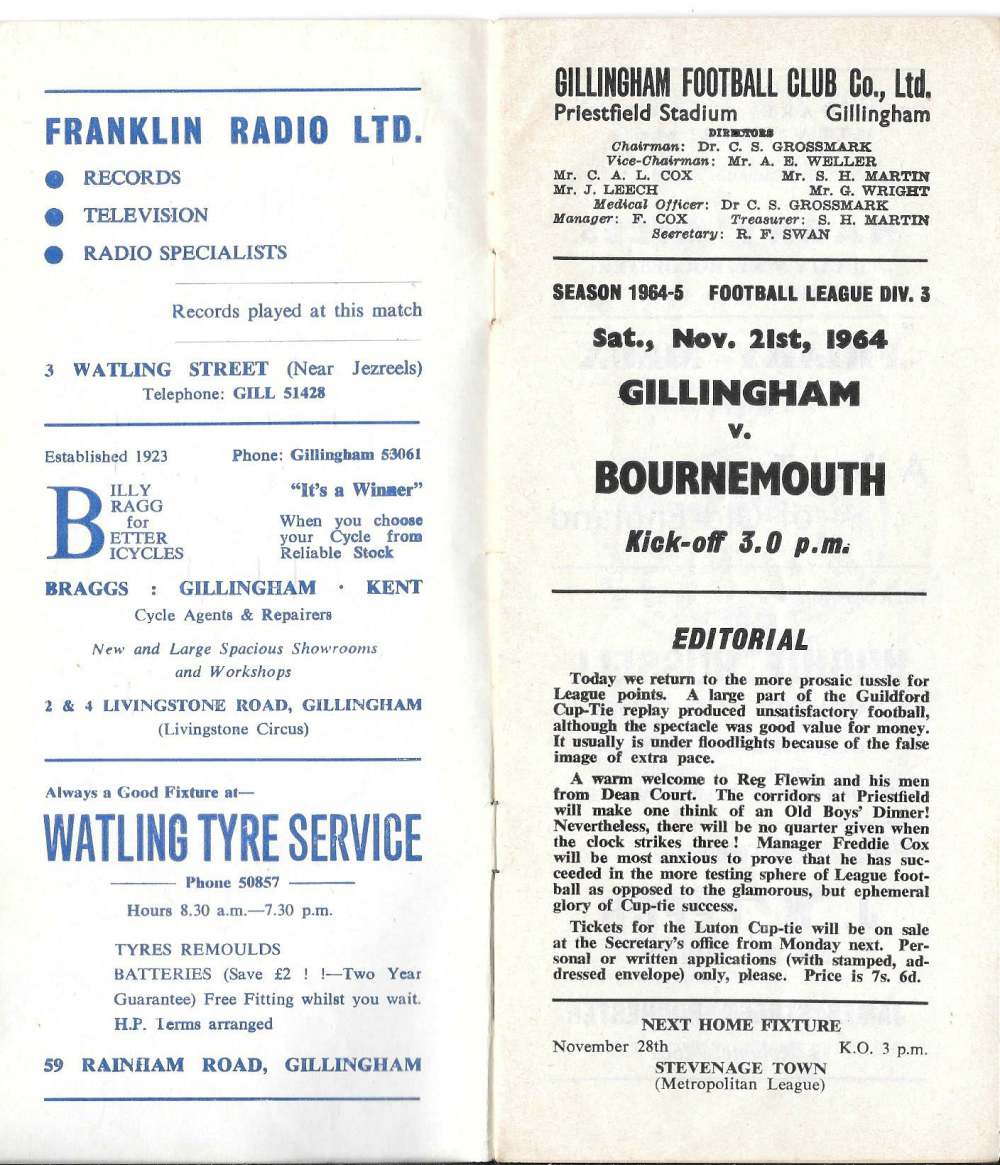 FRANKLIN RADIO LTD.
● RECORDS
● TELEVISION
● RADIO SPECIALISTS
Records played at this match
3 WATLING STREET (Near Jezreels)
Telephone: GILL 51428
Established 1923 Phone: Gillingham 53061
BILLY
RAGG
for
ETTER
ICYCLES
"It's a Winner"
When you choose
your Cycle from
Reliable Stock
BRAGGS : GILLINGHAM · KENT
Cycle Agents & Repairers
New and Large Spacious Showrooms
and Workshops
2 & 4 LIVINGSTONE ROAD, GILLINGHAM
(Livingstone Circus)
Always a Good Fixture at—
WATLING TYRE SERVICE
Phone 50857
Hours 8.30 a.m.—7.30 p.m.
TYRES REMOULDS
BATTERIES (Save £2 ! !—Two Year
Guarantee) Free Fitting whilst you wait.
H.P. Terms arranged
59 RAINHAM ROAD, GILLINGHAM
GILLINGHAM FOOTBALL CLUB Co., Ltd.
Priestfield Stadium Gillingham
DIRECTORS
Chairman: Dr. C. S. GROSSMARK
Vice-Chairman: Mr. A. E. WELLER
Mr. C. A. L. COX Mr. S. H. MARTIN
Mr. J. LEECH Mr. G. WRIGHT
Medical Officer: Dr C. S. GROSSMARK
Manager: F. COX Treasurer: S. H. MARTIN
Secretary: R. F. SWAN
SEASON 1964-5 FOOTBALL LEAGUE DIV. 3
Sat., Nov. 21st, 1964
GILLINGHAM
v.
BOURNEMOUTH
Kick-off 3.0 p.m.
EDITORIAL
Today we return to the more prosaic tussle for
League points. A large part of the Guildford
Cup-Tie replay produced unsatisfactory football,
although the spectacle was good value for money.
It usually is under floodlights because of the false
image of extra pace.
A warm welcome to Reg Flewin and his men
from Dean Court. The corridors at Priestfield
will make one think of an Old Boys' Dinner!
Nevertheless, there will be no quarter given when
the clock strikes three! Manager Freddie Cox
will be most anxious to prove that he has suc-
ceeded in the more testing sphere of League foot-
ball as opposed to the glamorous, but ephemeral
glory of Cup-tie success.
Tickets for the Luton Cup-tie will be on sale
at the Secretary's office from Monday next. Per-
sonal or written applications (with stamped, ad-
dressed envelope) only, please. Price is 7s. 6d.
NEXT HOME FIXTURE
November 28th K.O. 3 p.m.
STEVENAGE TOWN
(Metropolitan League)